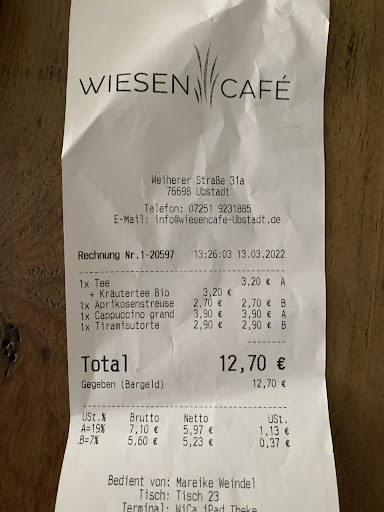 WIESEN CAFÉ
Weiherer Straße 31a
76698 Ubstadt
Telefon: 07251 9231885
E-Mail: info@wiesencafe-Ubstadt.de
Rechnung Nr.1-20597 13:26:03 13.03.2022
1x Tee 3,20 € A
+ Kräutertee Bio 3,20 €
1x Aprikosenstreuse 2,70 € 2,70 € B
1x Cappuccino grand 3,90 € 3,90 € A
1x Tiramisutorte 2,90 € 2,90 € B
Total 12,70 €
Gegeben (Bargeld) 12,70 €
USt.% Brutto Netto USt.
A=19% 7,10 € 5,97 € 1,13 €
B=7% 5,60 € 5,23 € 0,37 €
Bedient von: Mareike Weindel
Tisch: Tisch 23
Terminal: WiCa iPad Theke